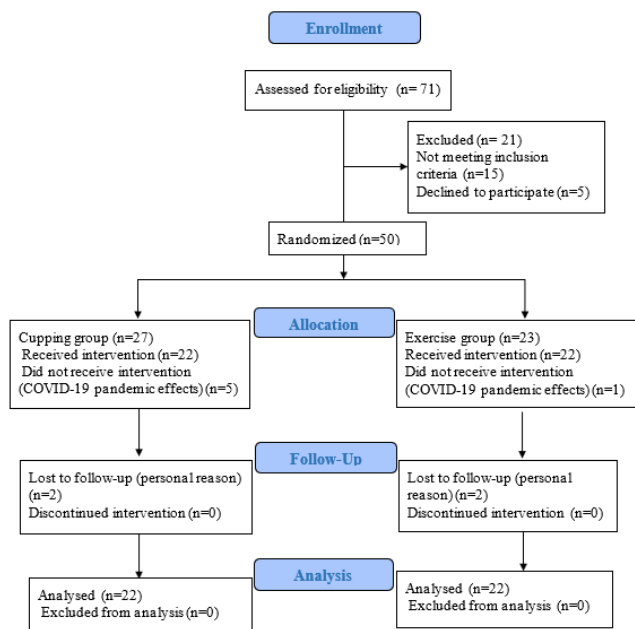 Enrollment
Assessed for eligibility (n= 71)
Excluded (n= 21)
Not meeting inclusion
criteria (n=15)
Declined to participate (n=5)
Randomized (n=50)
Allocation
Cupping group (n=27)
Received intervention (n=22)
Did not receive intervention
(COVID-19 pandemic effects) (n=5)
Exercise group (n=23)
Received intervention (n=22)
Did not receive intervention
(COVID-19 pandemic effects) (n=1)
Follow-Up
Lost to follow-up (personal reason)
(n=2)
Discontinued intervention (n=0)
Lost to follow-up (personal
reason) (n=2)
Discontinued intervention (n=0)
Analysis
Analysed (n=22)
Excluded from analysis (n=0)
Analysed (n=22)
Excluded from analysis (n=0)